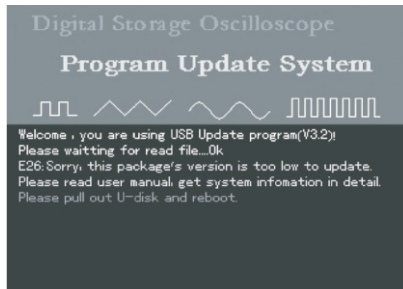 Digital Storage Oscilloscope
Program Update System
Welcome , you are using USB Update program(V3.2)!
Please waitting for read file....Ok
E26:Sorry, this package's version is too low to update.
Please read user manual, get system infomation in detail.
Please pull out U-disk and reboot.